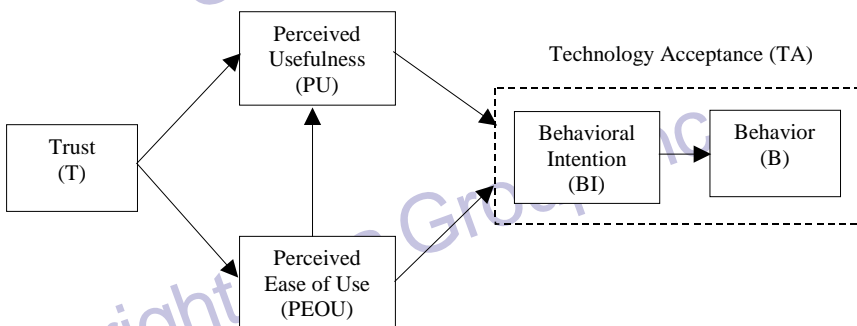 Perceived
Usefulness
(PU)
Technology Acceptance (TA)
Trust
(T)
Behavioral
Intention
(BI)
Behavior
(B)
Perceived
Ease of Use
(PEOU)